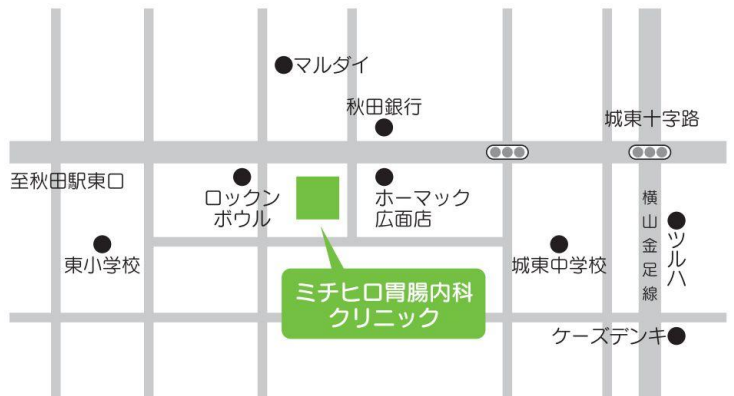 マルダイ
秋田銀行
城東十字路
至秋田駅東口
ロックン
ボウル
ホーマック
広面店
横山金足線
ツルハ
東小学校
城東中学校
ミチヒロ胃腸内科
クリニック
ケーズデンキ